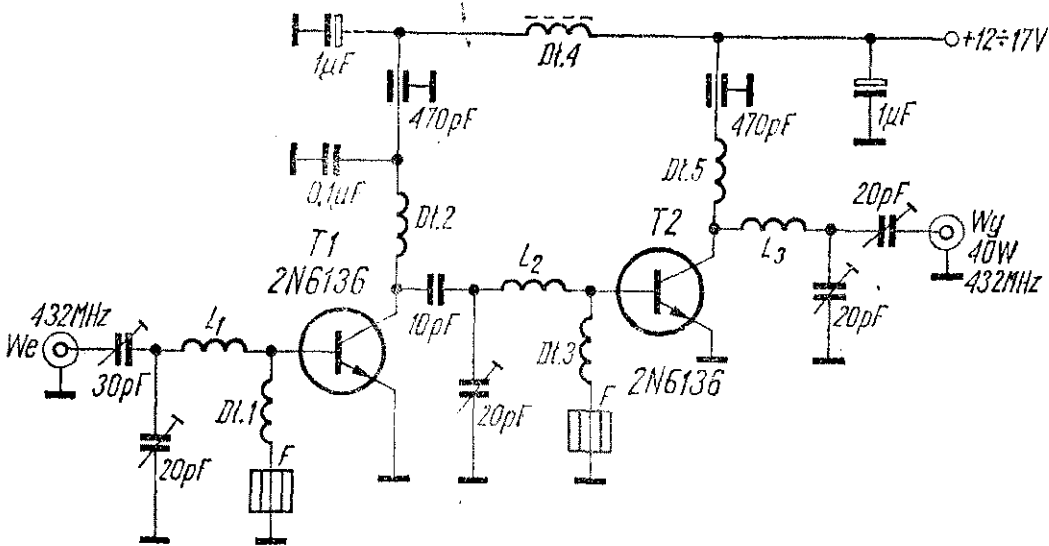 1µF
Dł.4
+12÷17V
470pF
470pF
1µF
0,1µF
Dł.5
Dł.2
20pF
T1
T2
Wy
2N6136
L2
L3
40W
432MHz
432MHz
L1
10pF
20pF
We
Dł.3
30pF
2N6136
Dł.1
20pF
F
F
20pF